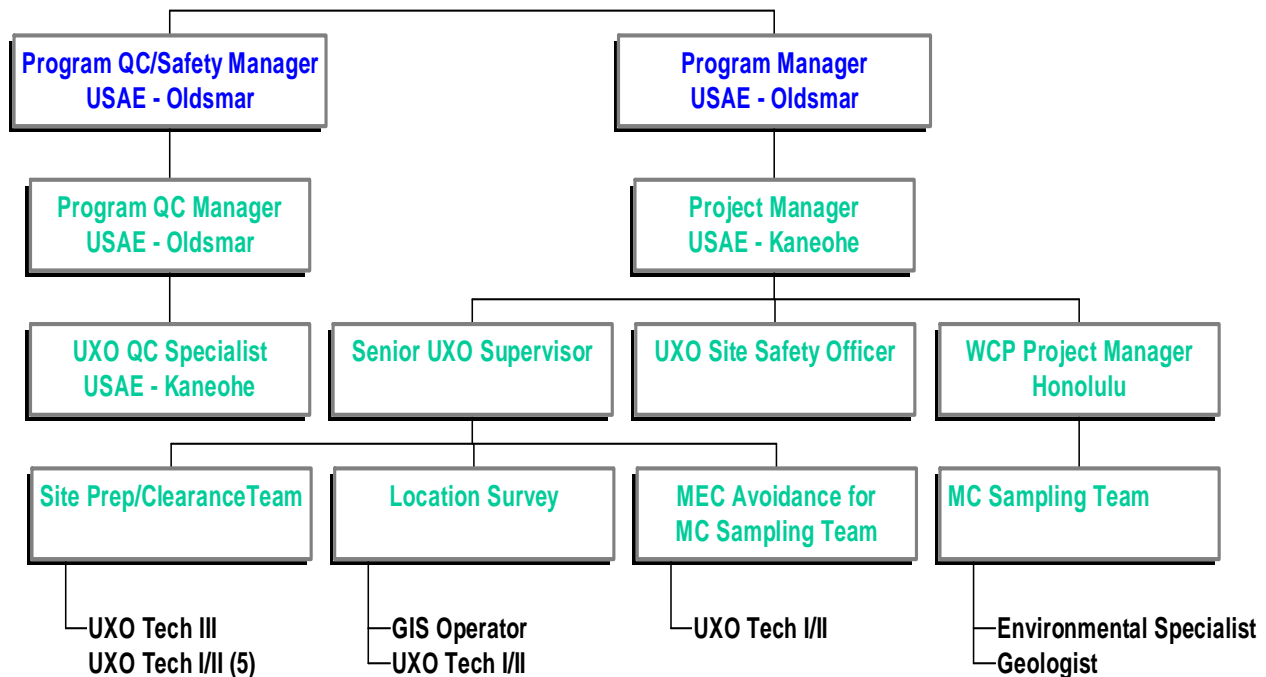 Program QC/Safety Manager
USAE - Oldsmar
Program Manager
USAE - Oldsmar
Program QC Manager
USAE - Oldsmar
Project Manager
USAE - Kaneohe
UXO QC Specialist
USAE - Kaneohe
Senior UXO Supervisor
UXO Site Safety Officer
WCP Project Manager
Honolulu
Site Prep/ClearanceTeam
Location Survey
MEC Avoidance for
MC Sampling Team
MC Sampling Team
UXO Tech III
UXO Tech I/II (5)
GIS Operator
UXO Tech I/II
UXO Tech I/II
Environmental Specialist
Geologist